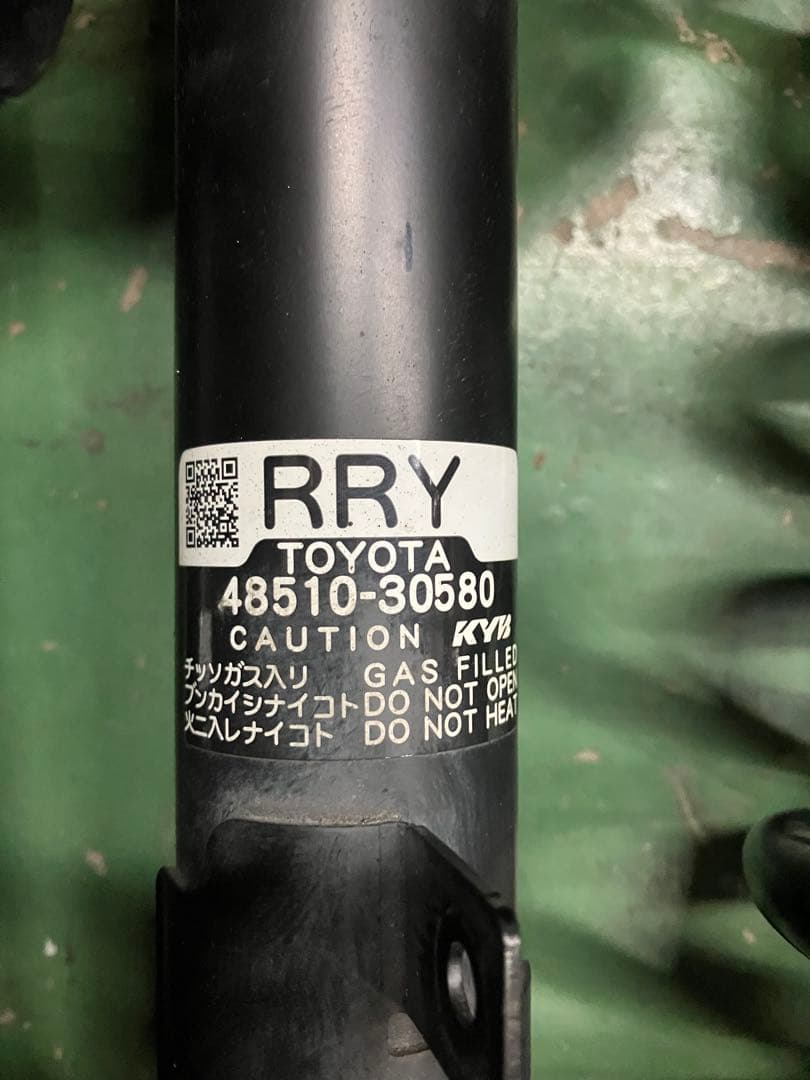 RRY
TOYOTA
48510-30580
CAUTION KYB
チッソガス入リ GAS FILLED
ブンカイシナイコト DO NOT OPEN
火ニ入レナイコト DO NOT HEAT